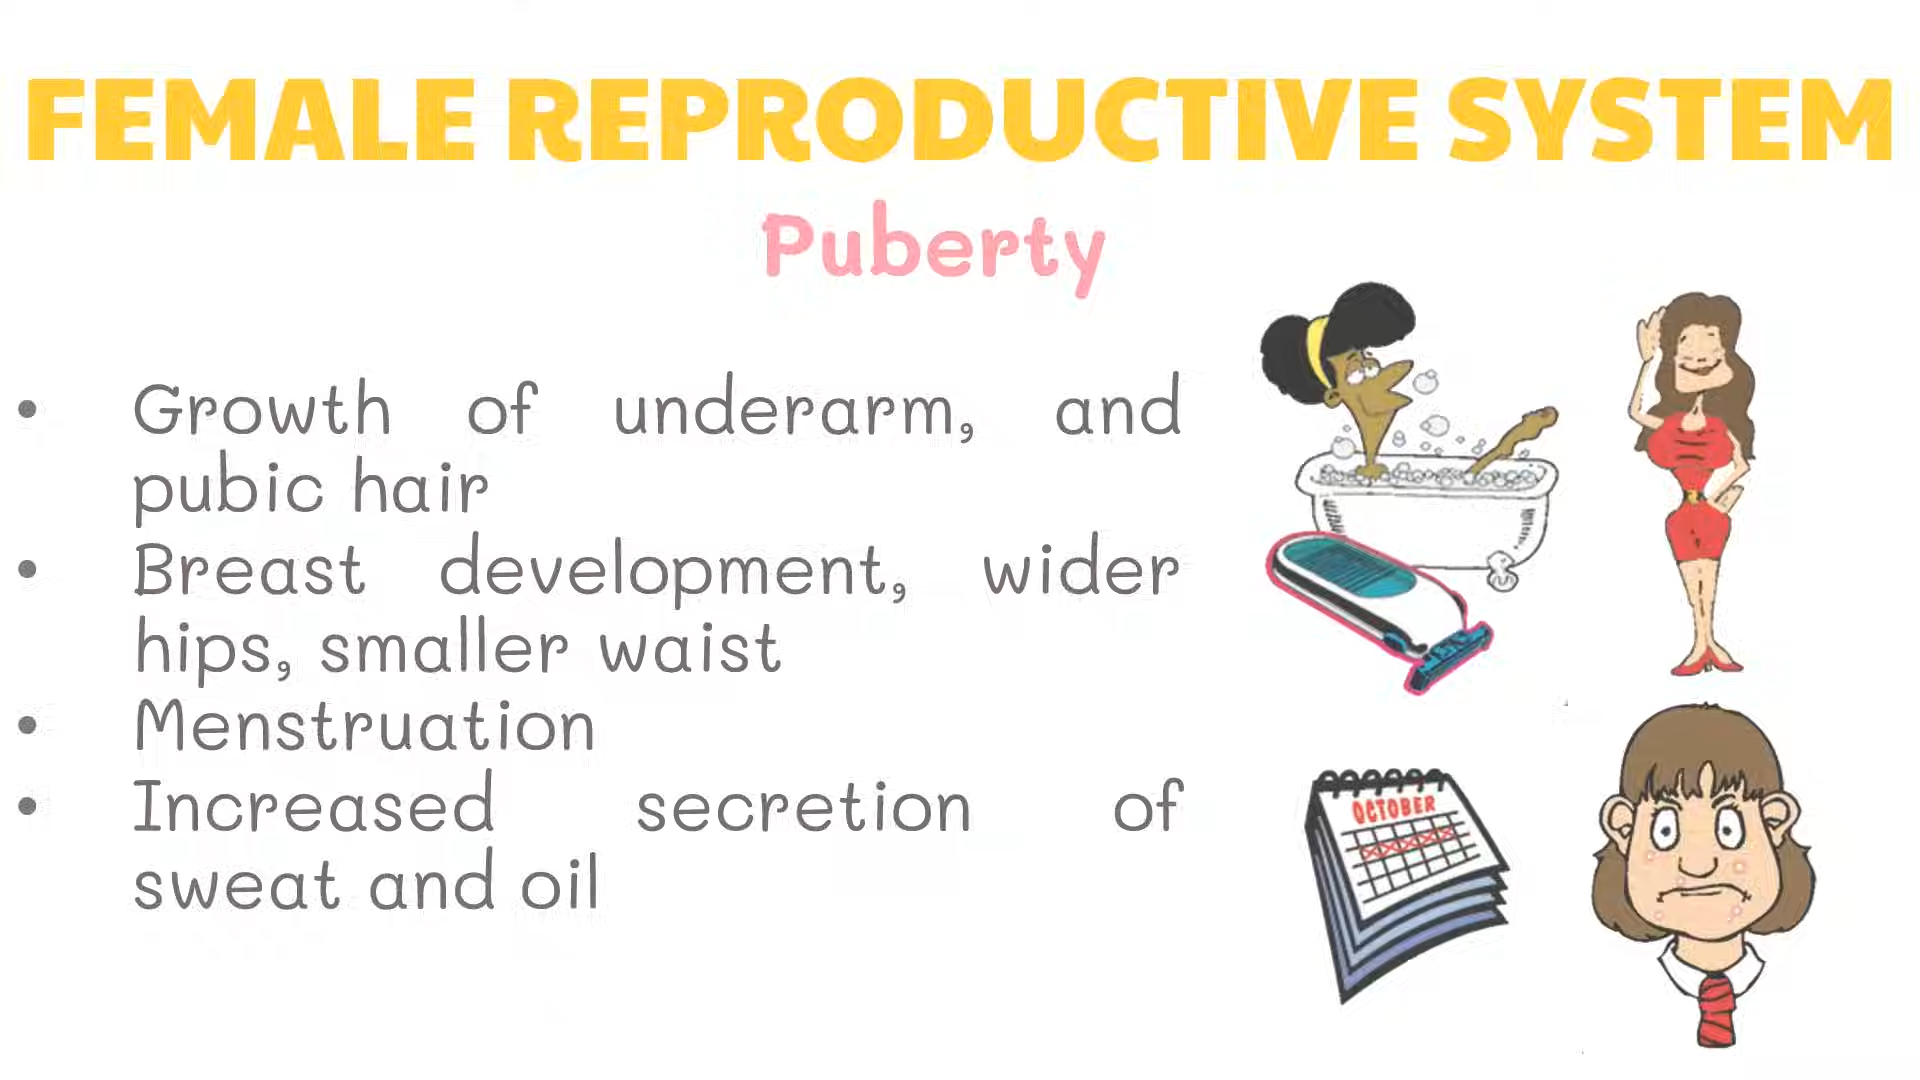 FEMALE REPRODUCTIVE SYSTEM
Puberty
• Growth of underarm, and
pubic hair
• Breast development, wider
hips, smaller waist
• Menstruation
• Increased secretion of
sweat and oil
OCTOBER